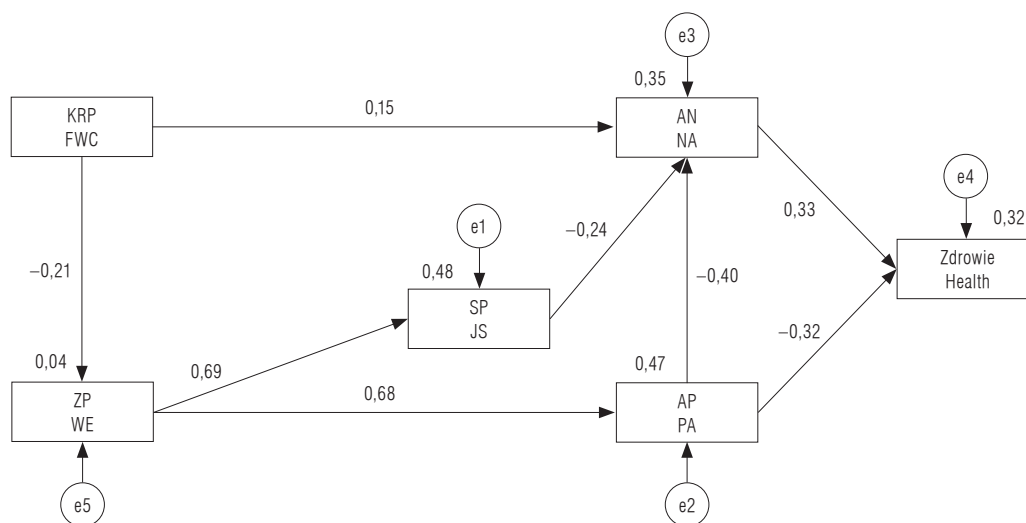 e3
0,35
KRP
FWC
0,15
AN
NA
e4
0,33
0,32
e1
−0,24
Zdrowie
Health
−0,21
0,48
−0,40
SP
JS
−0,32
0,04
0,69
0,47
0,68
ZP
WE
AP
PA
e5
e2